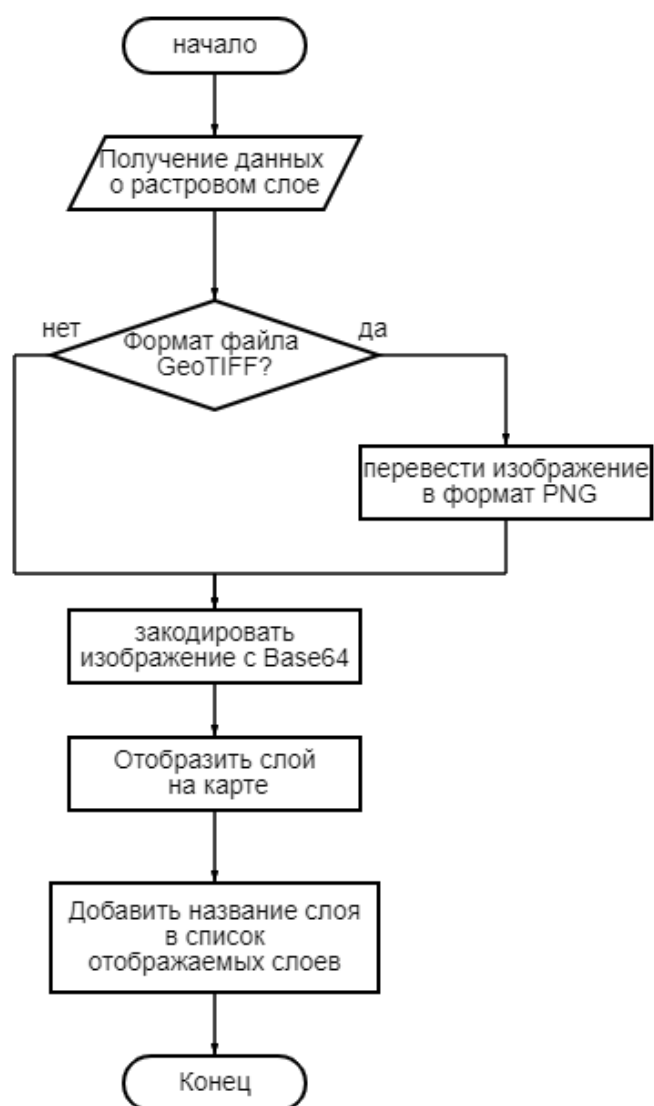 начало
Получение данных
о растровом слое
нет
да
Формат файла
GeoTIFF?
перевести изображение
в формат PNG
закодировать
изображение с Base64
Отобразить слой
на карте
Добавить название слоя
в список
отображаемых слоев
Конец